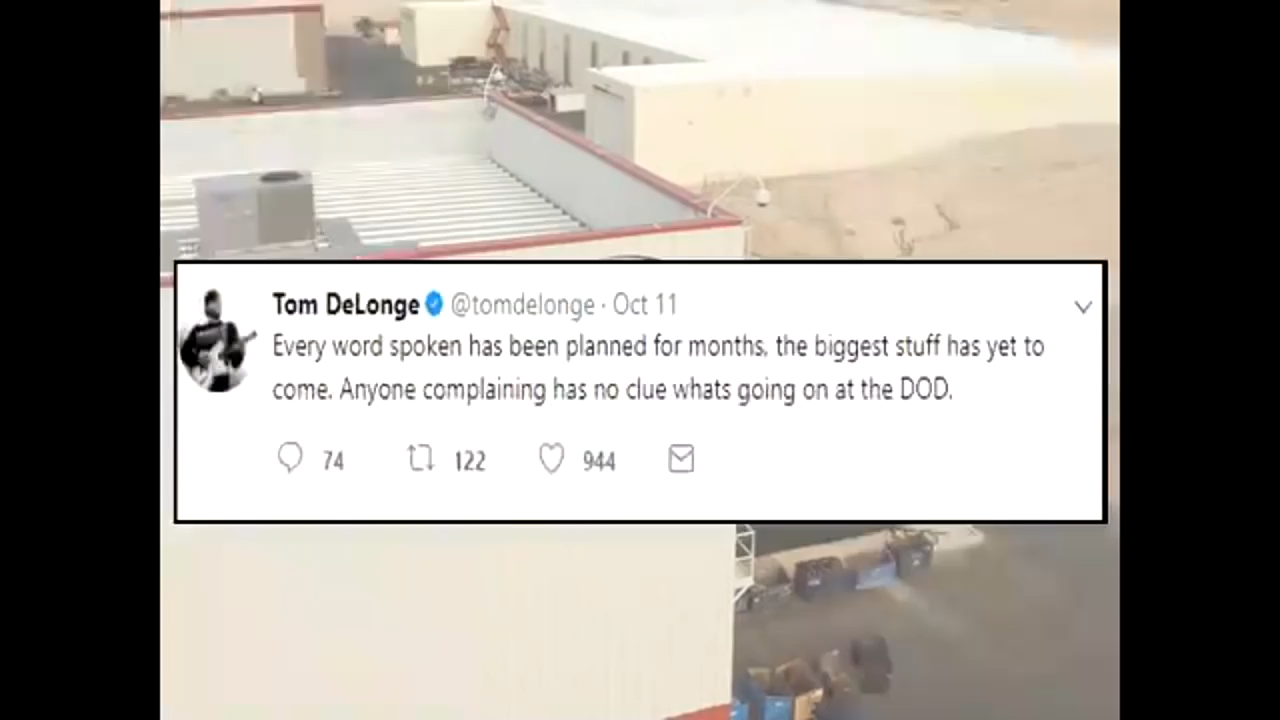 Tom DeLonge @tomdelonge · Oct 11
Every word spoken has been planned for months, the biggest stuff has yet to
come. Anyone complaining has no clue whats going on at the DOD.
74 122 944